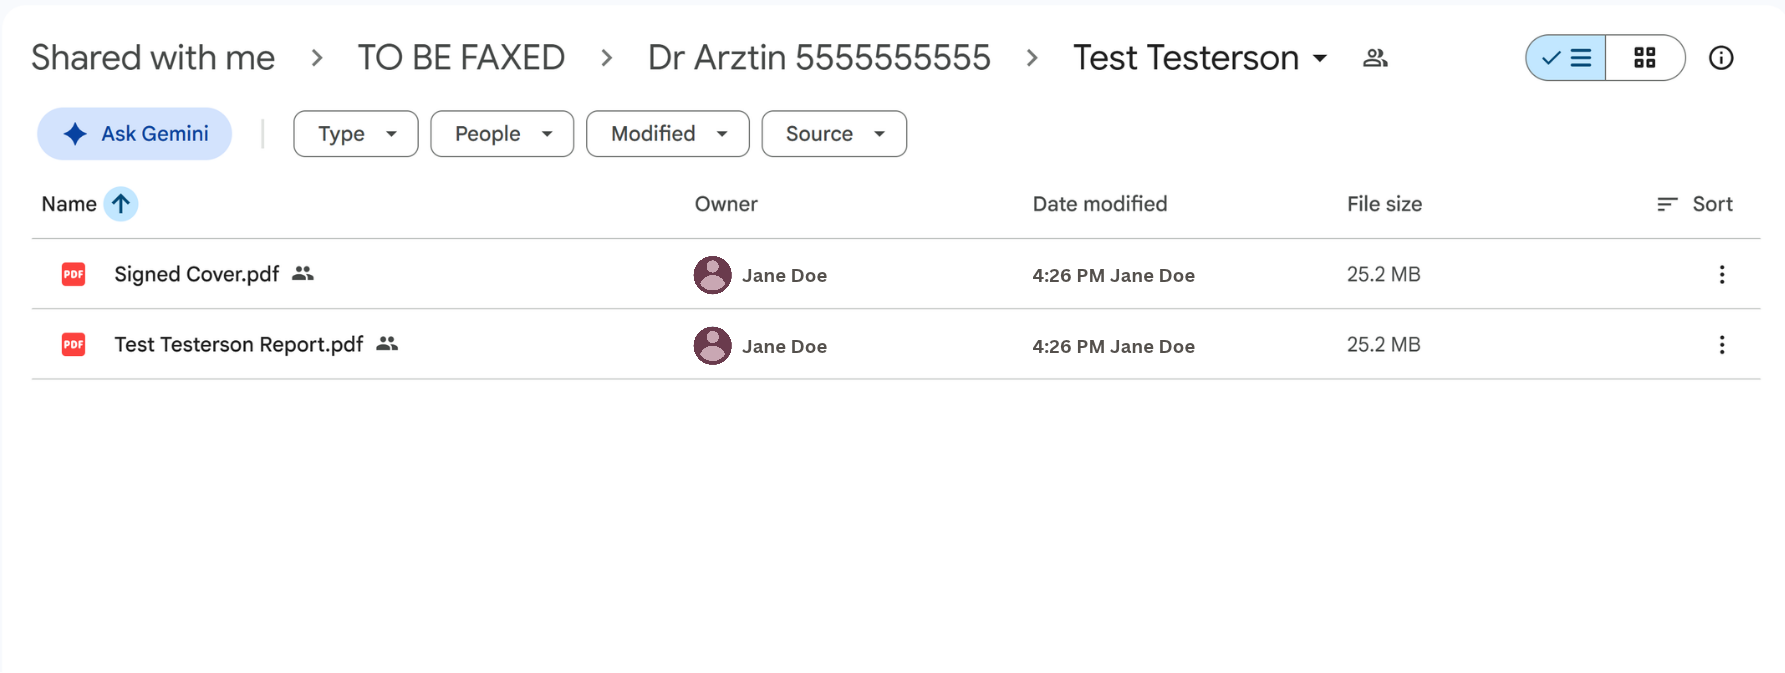 Shared with me > TO BE FAXED > Dr Arztin 5555555555 > Test Testerson
Ask Gemini Type People Modified Source
Name Owner Date modified File size Sort
PDF Signed Cover.pdf Jane Doe 4:26 PM Jane Doe 25.2 MB
PDF Test Testerson Report.pdf Jane Doe 4:26 PM Jane Doe 25.2 MB